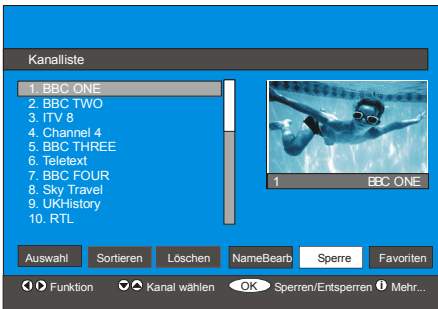 Kanalliste
1. BBC ONE
2. BBC TWO
3. ITV 8
4. Channel 4
5. BBC THREE
6. Teletext
7. BBC FOUR
8. Sky Travel
9. UKHistory
10. RTL
1 BBC ONE
Auswahl Sortieren Löschen NameBearb Sperre Favoriten
Funktion Kanal wählen OK Sperren/Entsperren i Mehr...